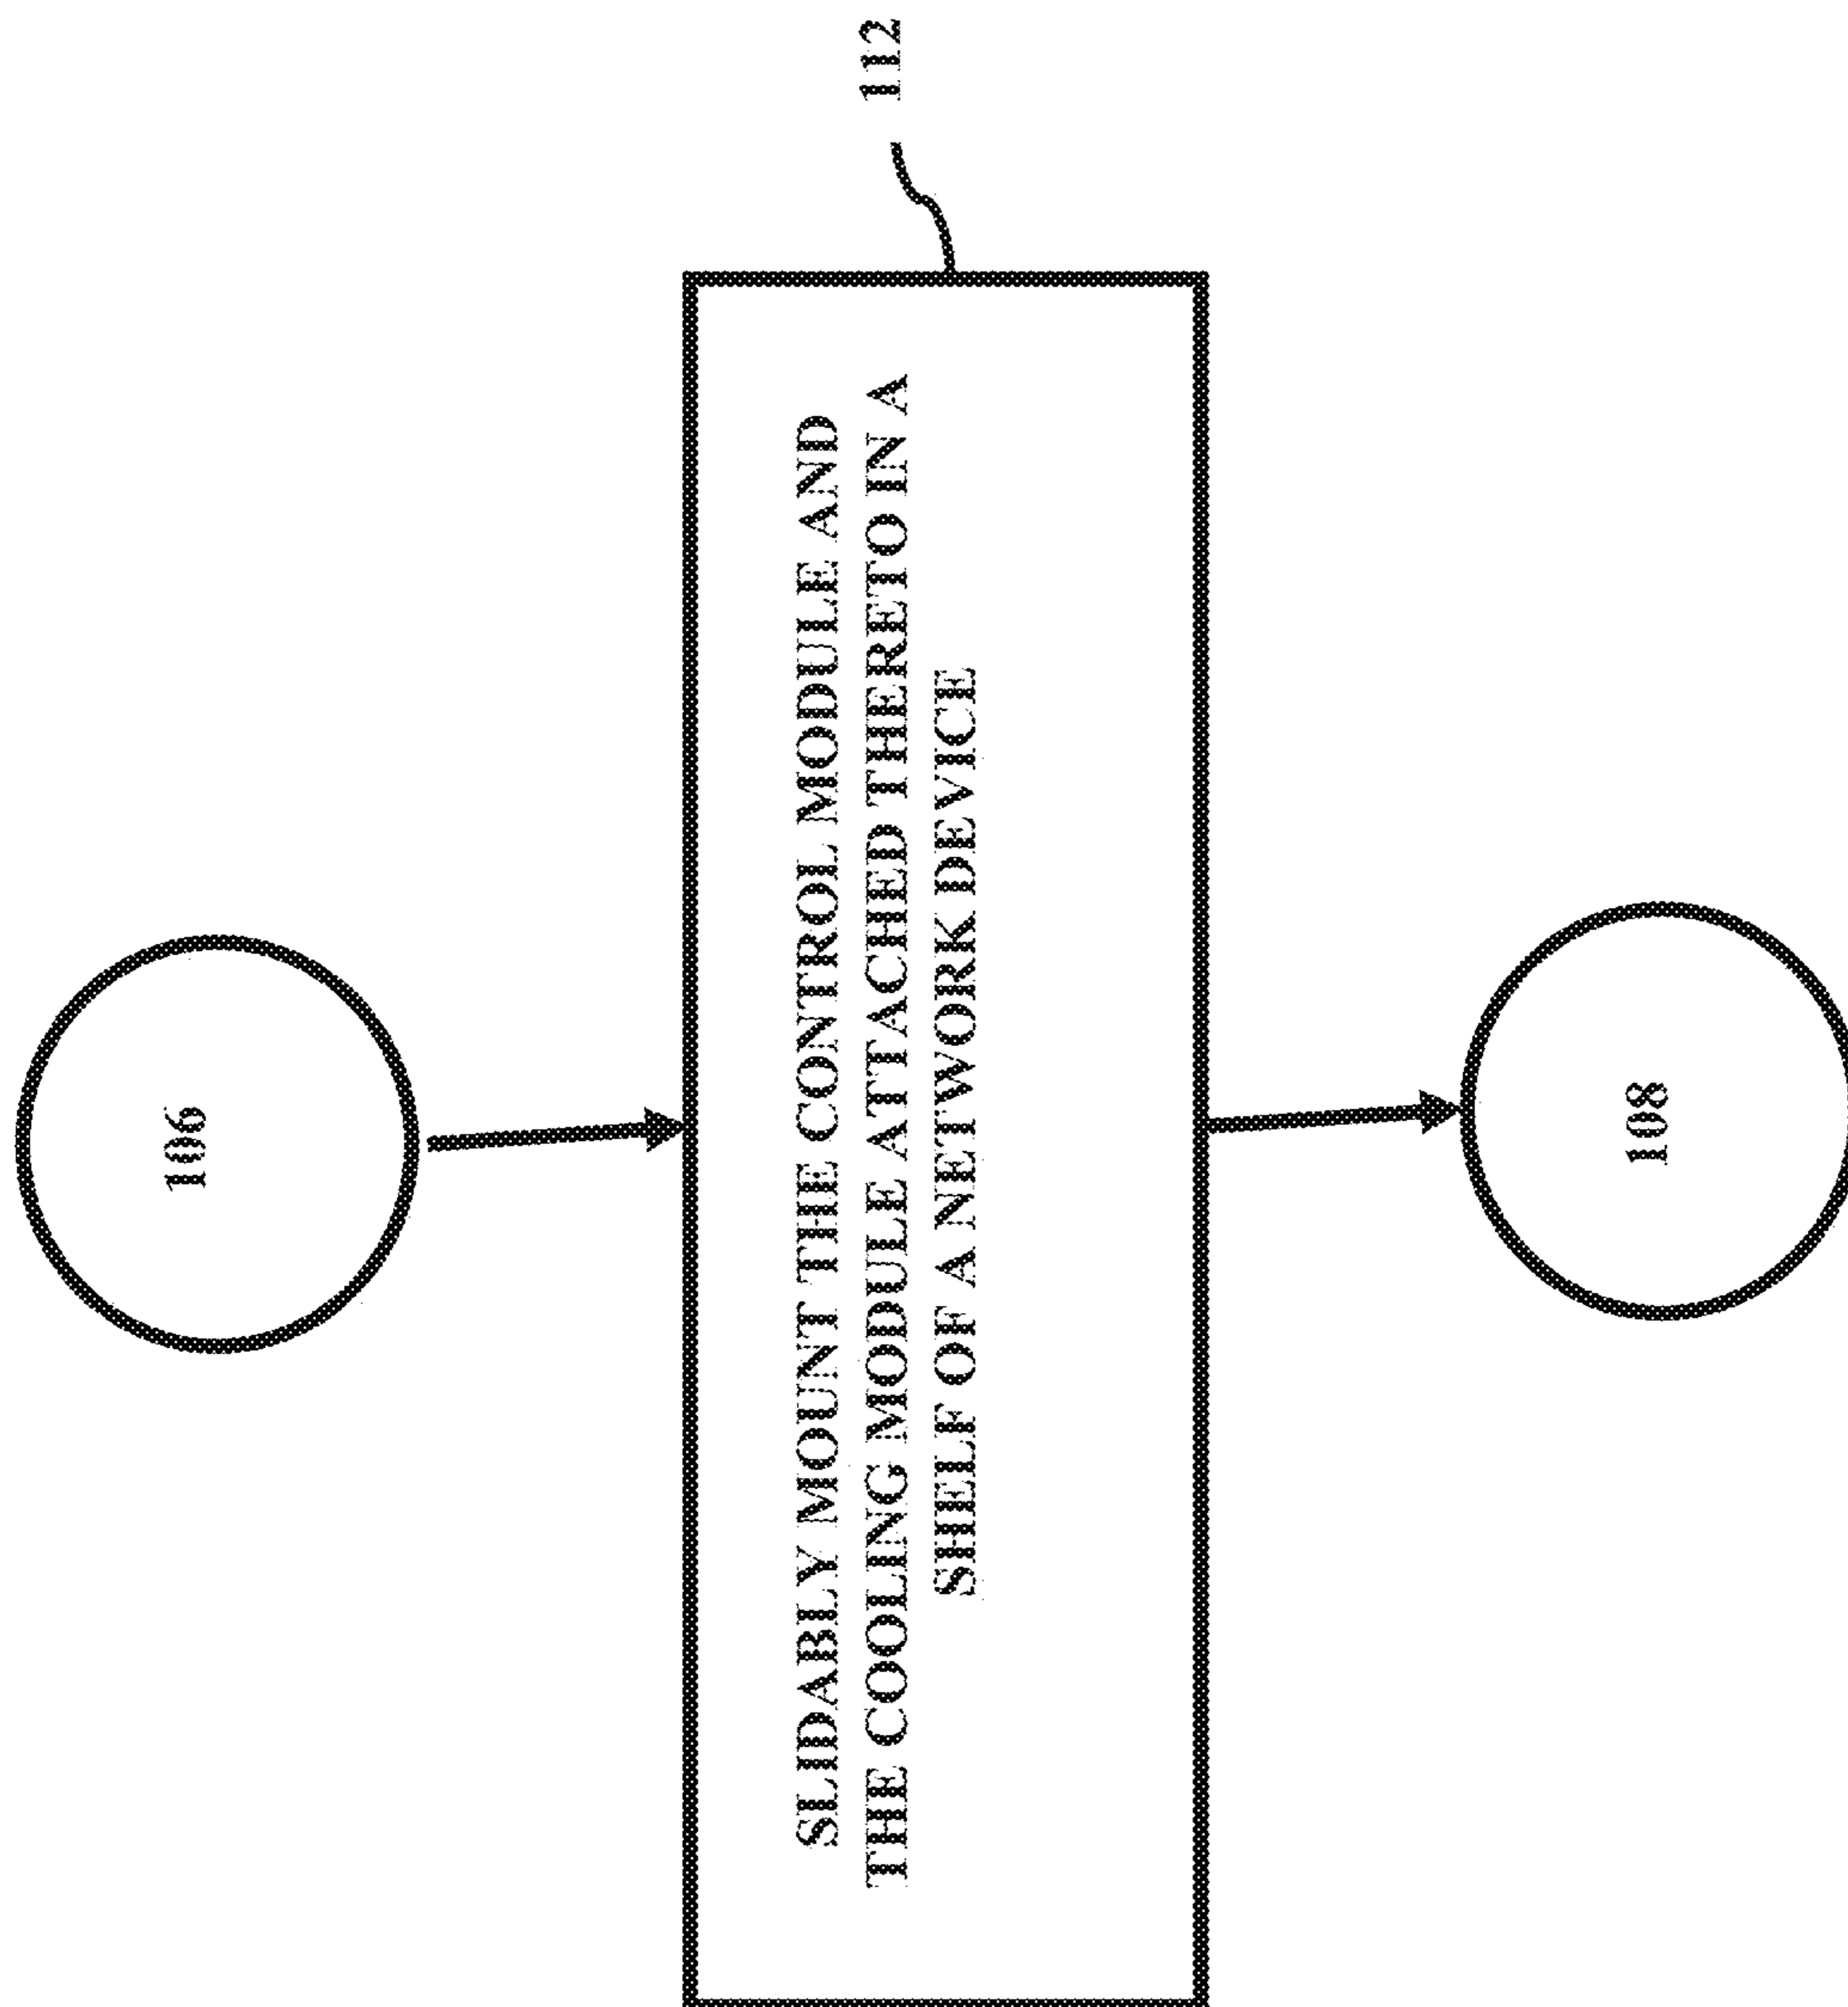 106
SLIDABLY MOUNT THE CONTROL MODULE AND
THE COOLING MODULE ATTACHED THERETO IN A
SHELF OF A NETWORK DEVICE
112
108